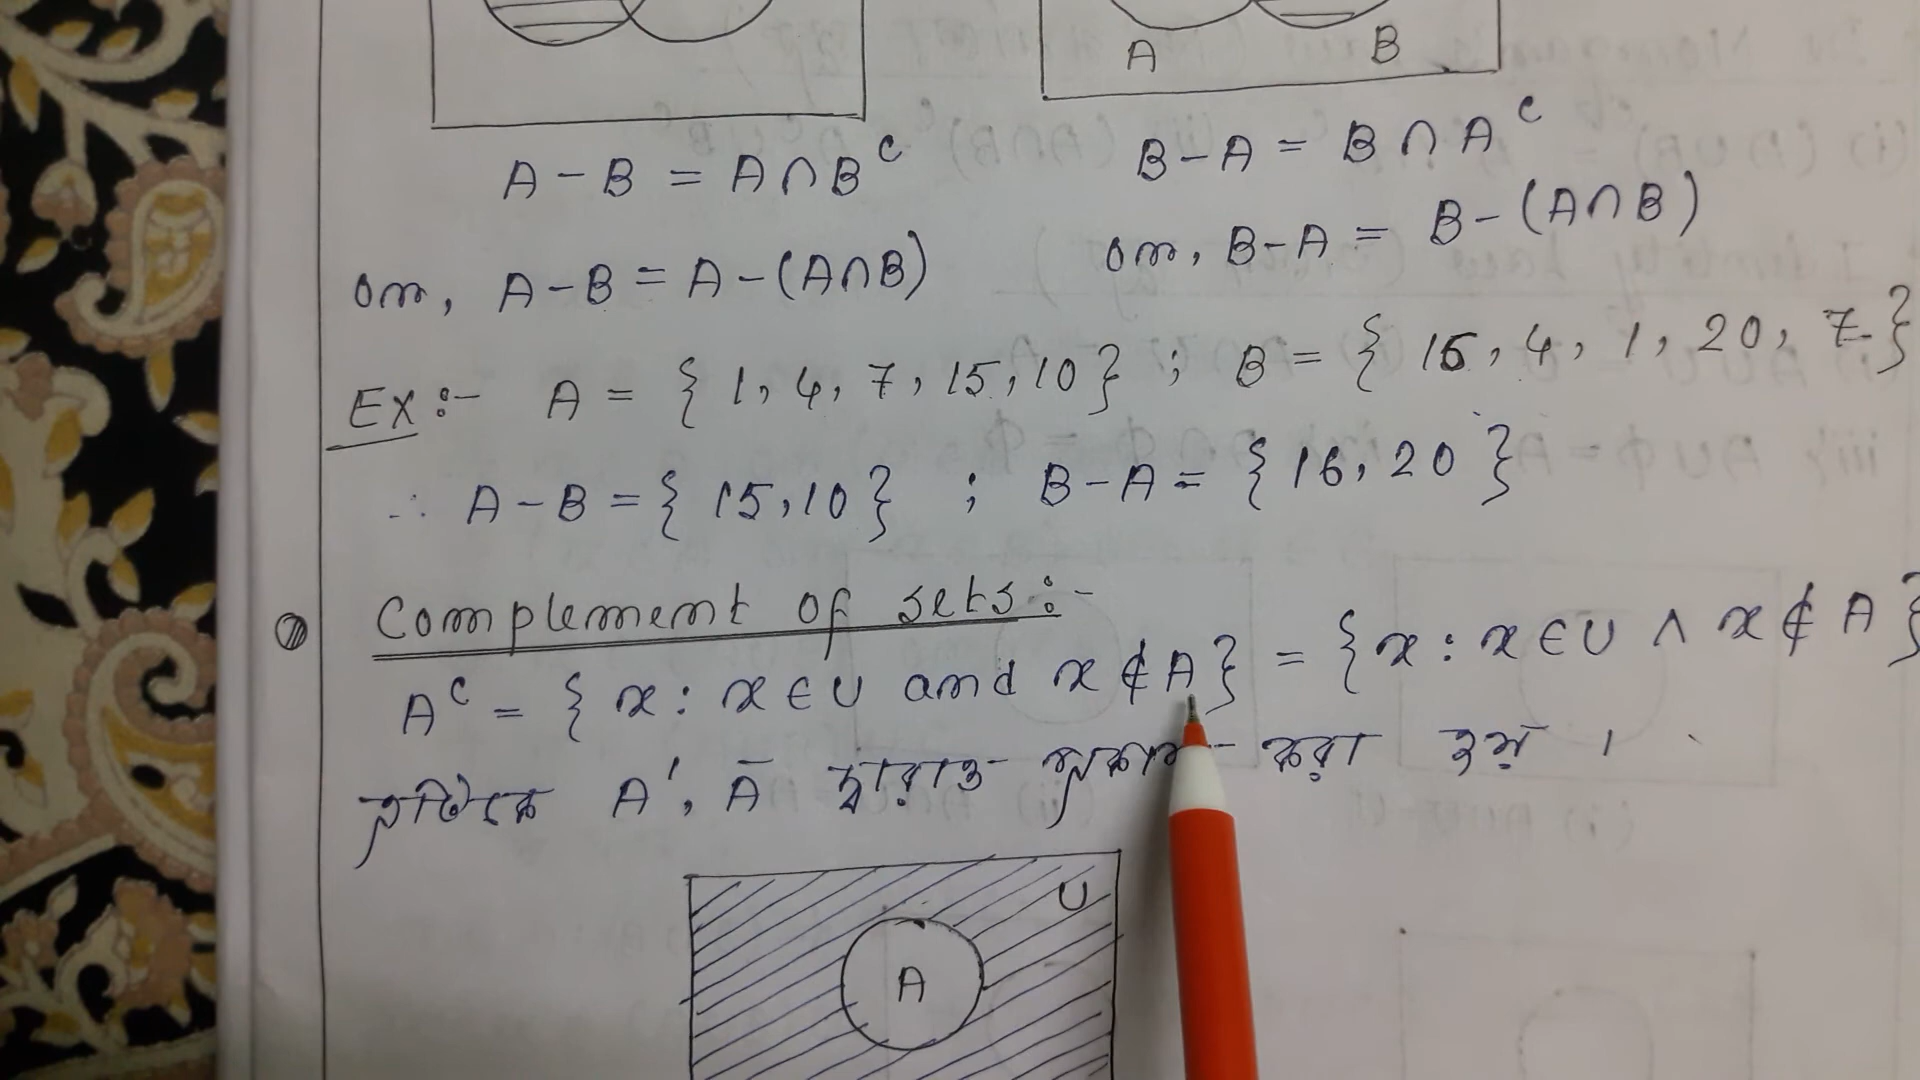 A B
A - B = A∩B^c B - A = B∩A^c
or, A-B = A-(A∩B) or, B-A = B-(A∩B)
Ex:- A = { 1, 4, 7, 15, 10 } ; B = { 16, 4, 1, 20, 7 }
∴ A-B = { 15, 10 } ; B-A = { 16, 20 }
Complement of sets:-
A^c = { x : x∈U and x∉A } = { x : x∈U ∧ x∉A }
A', Ā দ্বারাও প্রকাশ করা হয় ।
U
A